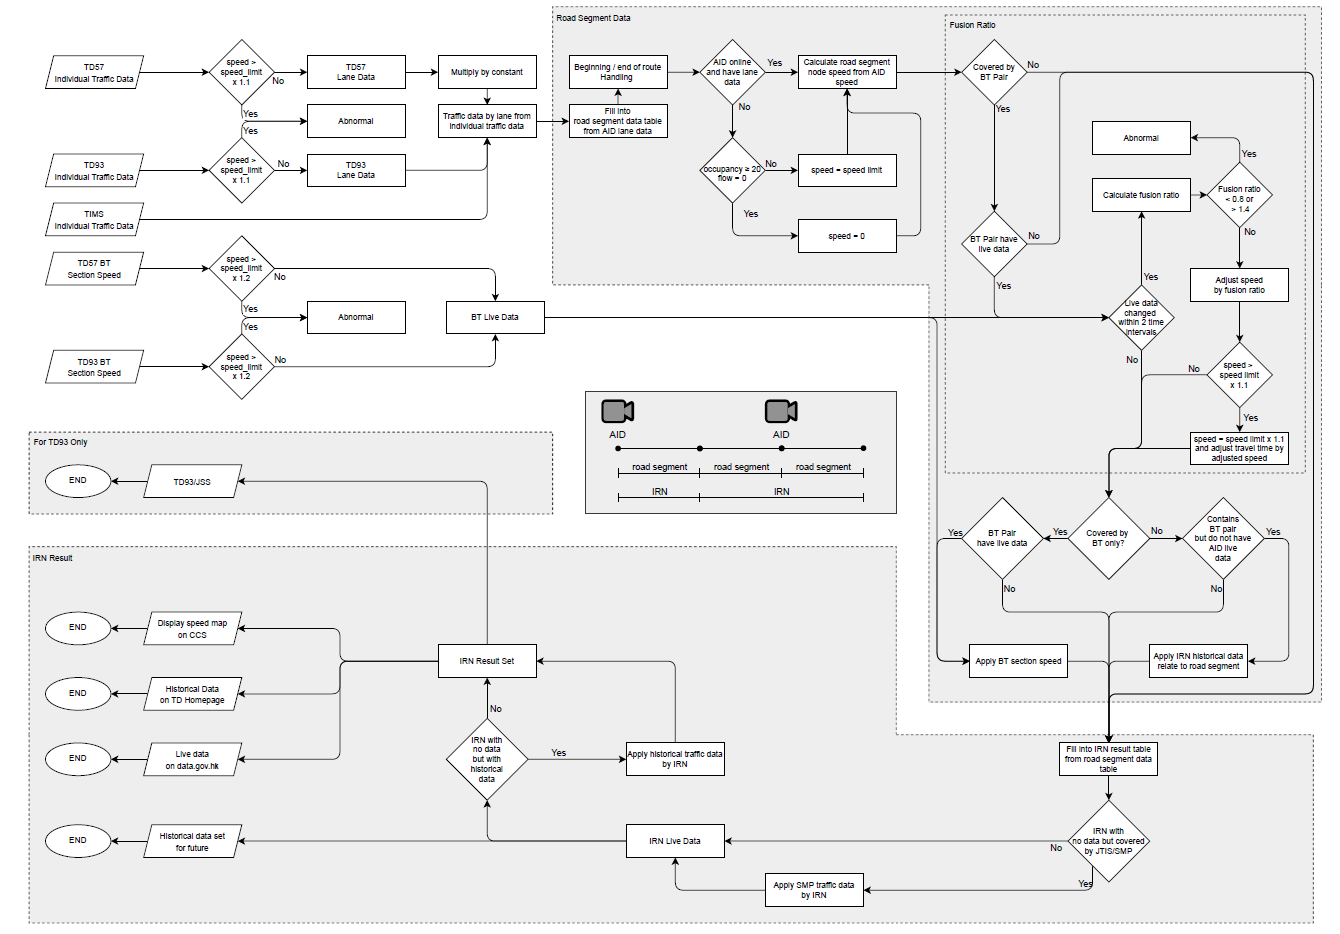 Road Segment Data
Fusion Ratio
TD57
Individual Traffic Data
speed >
speed_limit
x 1.1
No
Yes
TD57
Lane Data
Multiply by constant
Abnormal
Traffic data by lane from
Individual traffic data
Yes
TD93
Individual Traffic Data
speed >
speed_limit
x 1.1
No
TD93
Lane Data
TIMS
Individual Traffic Data
TD57 BT
Section Speed
speed >
speed_limit
x 1.2
No
Yes
Abnormal
Yes
BT Live Data
TD93 BT
Section Speed
speed >
speed_limit
x 1.2
No
Beginning / end of route
Handling
Fill into
road segment data table
from AID lane data
AID online
and have lane
data
Yes
No
Calculate road segment
node speed from AID
speed
occupancy ≥ 20
flow = 0
No
Yes
speed = speed limit
speed = 0
Covered by
BT Pair
No
Yes
BT Pair have
live data
No
Yes
Abnormal
Yes
Calculate fusion ratio
Fusion ratio
< 0.6 or
> 1.4
No
Yes
Adjust speed
by fusion ratio
Live data
changed
within 2 time
intervals
No
speed >
speed limit
x 1.1
No
Yes
speed = speed limit x 1.1
and adjust travel time by
adjusted speed
AID
AID
road segment
road segment
road segment
IRN
IRN
For TD93 Only
END
TD93/JSS
Yes
BT Pair
have live data
Yes
Covered by
BT only?
No
Contains
BT pair
but do not have
AID live
data
Yes
No
No
Apply BT section speed
Apply IRN historical data
relate to road segment
IRN Result
END
Display speed map
on CCS
END
Historical Data
on TD Homepage
END
Live data
on data.gov.hk
END
Historical data set
for future
IRN Result Set
No
IRN with
no data
but with
historical
data
Yes
Apply historical traffic data
by IRN
IRN Live Data
Apply SMP traffic data
by IRN
Fill into IRN result table
from road segment data
table
IRN with
no data but covered
by JTIS/SMP
No
Yes